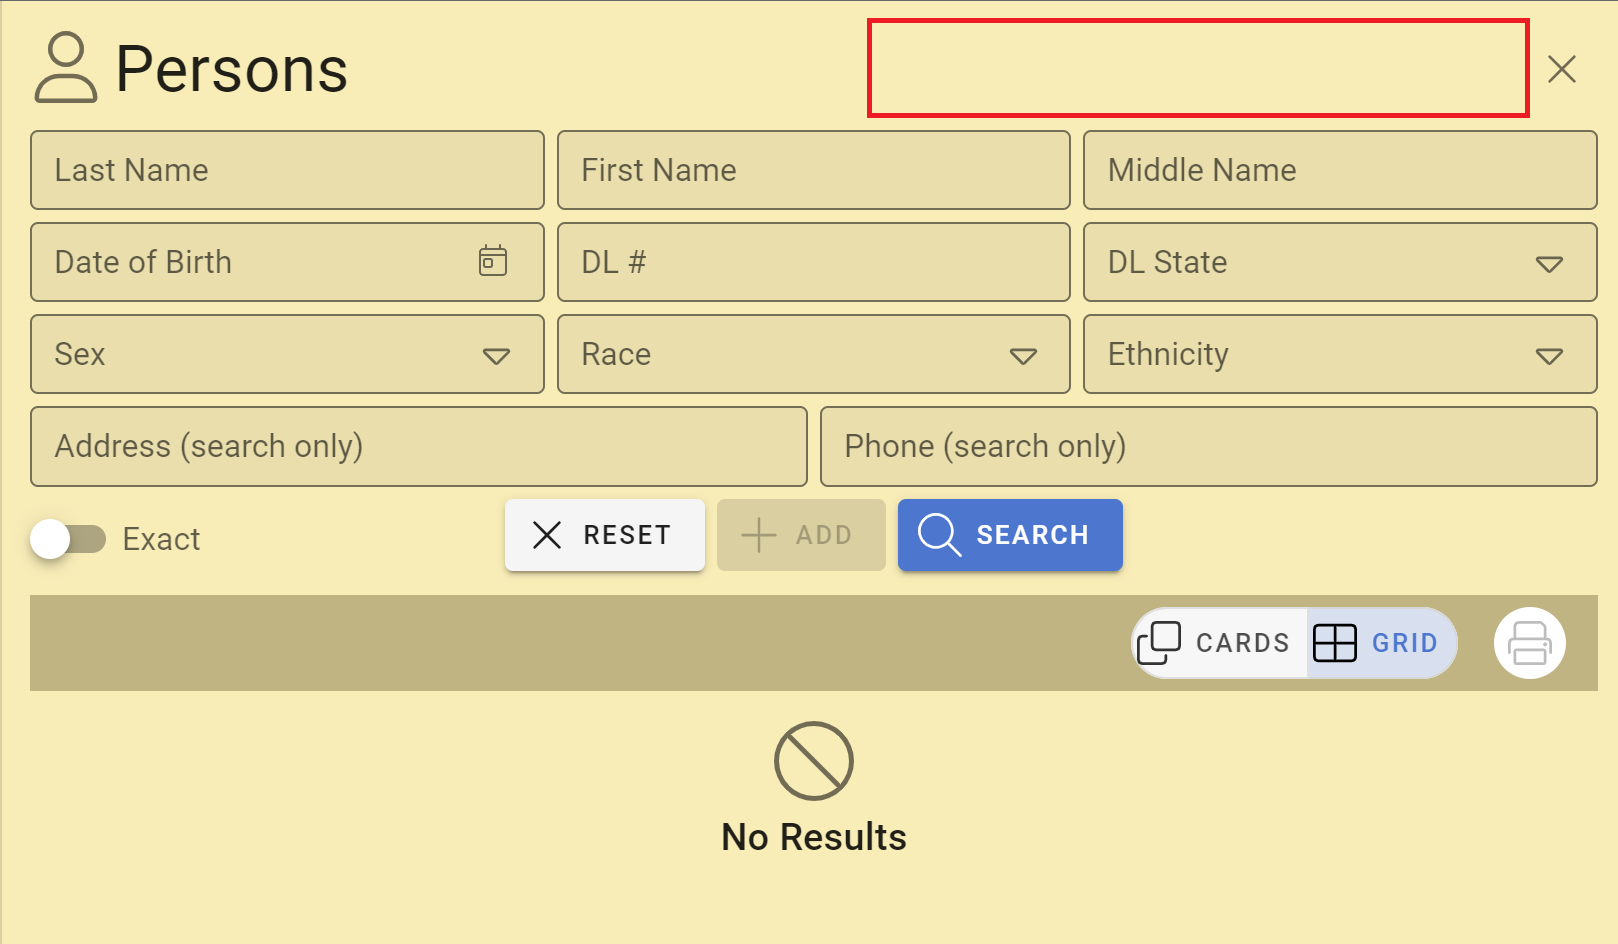 Persons
Last Name
First Name
Middle Name
Date of Birth
DL #
DL State
Sex
Race
Ethnicity
Address (search only)
Phone (search only)
Exact
RESET
ADD
SEARCH
CARDS
GRID
No Results